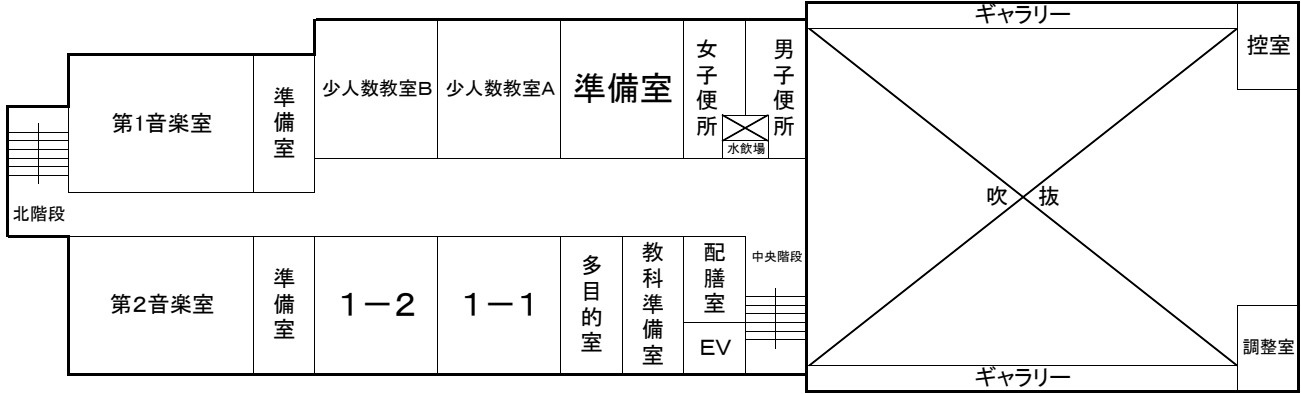 ギャラリー
控室
第1音楽室
準備室
少人数教室B
少人数教室A
準備室
女子便所
男子便所
水飲場
北階段
吹
抜
第2音楽室
準備室
1-2
1-1
多目的室
教科準備室
配膳室
EV
中央階段
調整室
ギャラリー